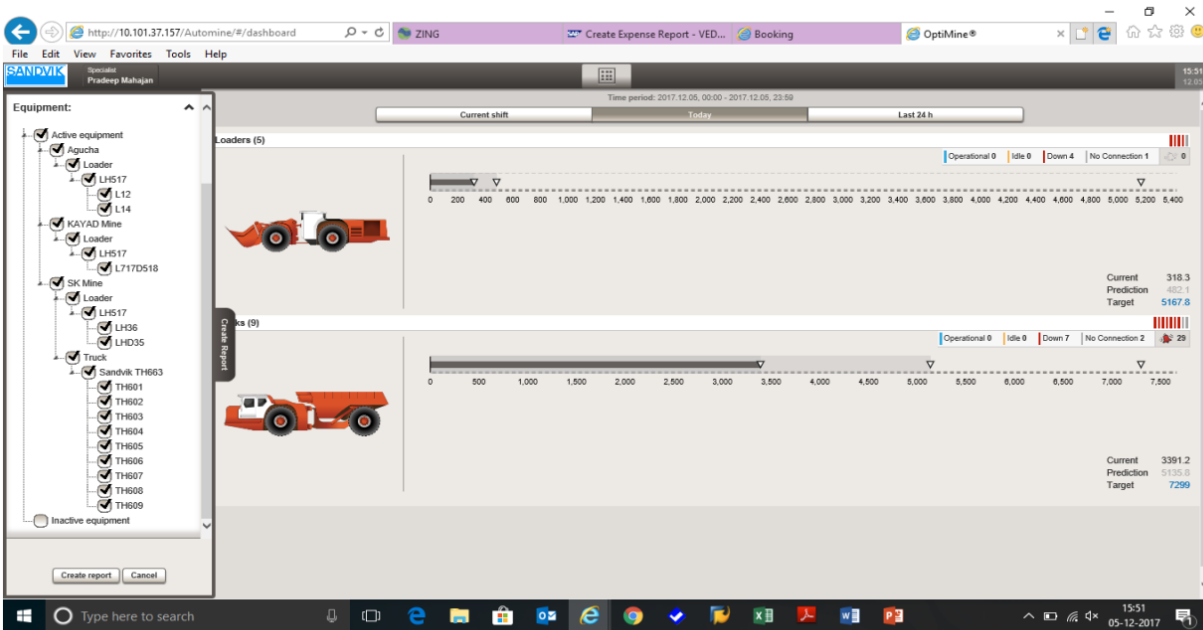 http://10.101.37.157/Automine/#/dashboard
ZING
Create Expense Report - VED...
Booking
OptiMine®
File Edit View Favorites Tools Help
SANDVIK
Specialist
Pradeep Mahajan
15:51
12.05
Equipment:
Active equipment
Agucha
Loader
LH517
L12
L14
KAYAD Mine
Loader
LH517
L717D518
SK Mine
Loader
LH517
LH36
LHD35
Truck
Sandvik TH663
TH601
TH602
TH603
TH604
TH605
TH606
TH607
TH608
TH609
Inactive equipment
Create report Cancel
Create Report
Time period: 2017.12.05, 00:00 - 2017.12.05, 23:59
Current shift Today Last 24 h
Loaders (5)
Operational 0 Idle 0 Down 4 No Connection 1 0
0 200 400 600 800 1,000 1,200 1,400 1,600 1,800 2,000 2,200 2,400 2,600 2,800 3,000 3,200 3,400 3,600 3,800 4,000 4,200 4,400 4,600 4,800 5,000 5,200 5,400
Current 318.3
Prediction 482.1
Target 5167.8
ks (9)
Operational 0 Idle 0 Down 7 No Connection 2 29
0 500 1,000 1,500 2,000 2,500 3,000 3,500 4,000 4,500 5,000 5,500 6,000 6,500 7,000 7,500
Current 3391.2
Prediction 5135.8
Target 7299
Type here to search
15:51
05-12-2017